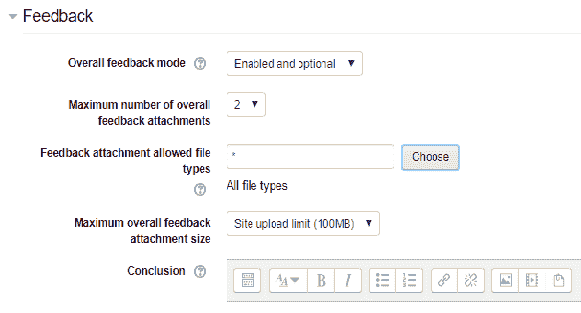 Feedback
Overall feedback mode
Enabled and optional
Maximum number of overall
feedback attachments
2
Feedback attachment allowed file
types
*
Choose
All file types
Maximum overall feedback
attachment size
Site upload limit (100MB)
Conclusion
B I